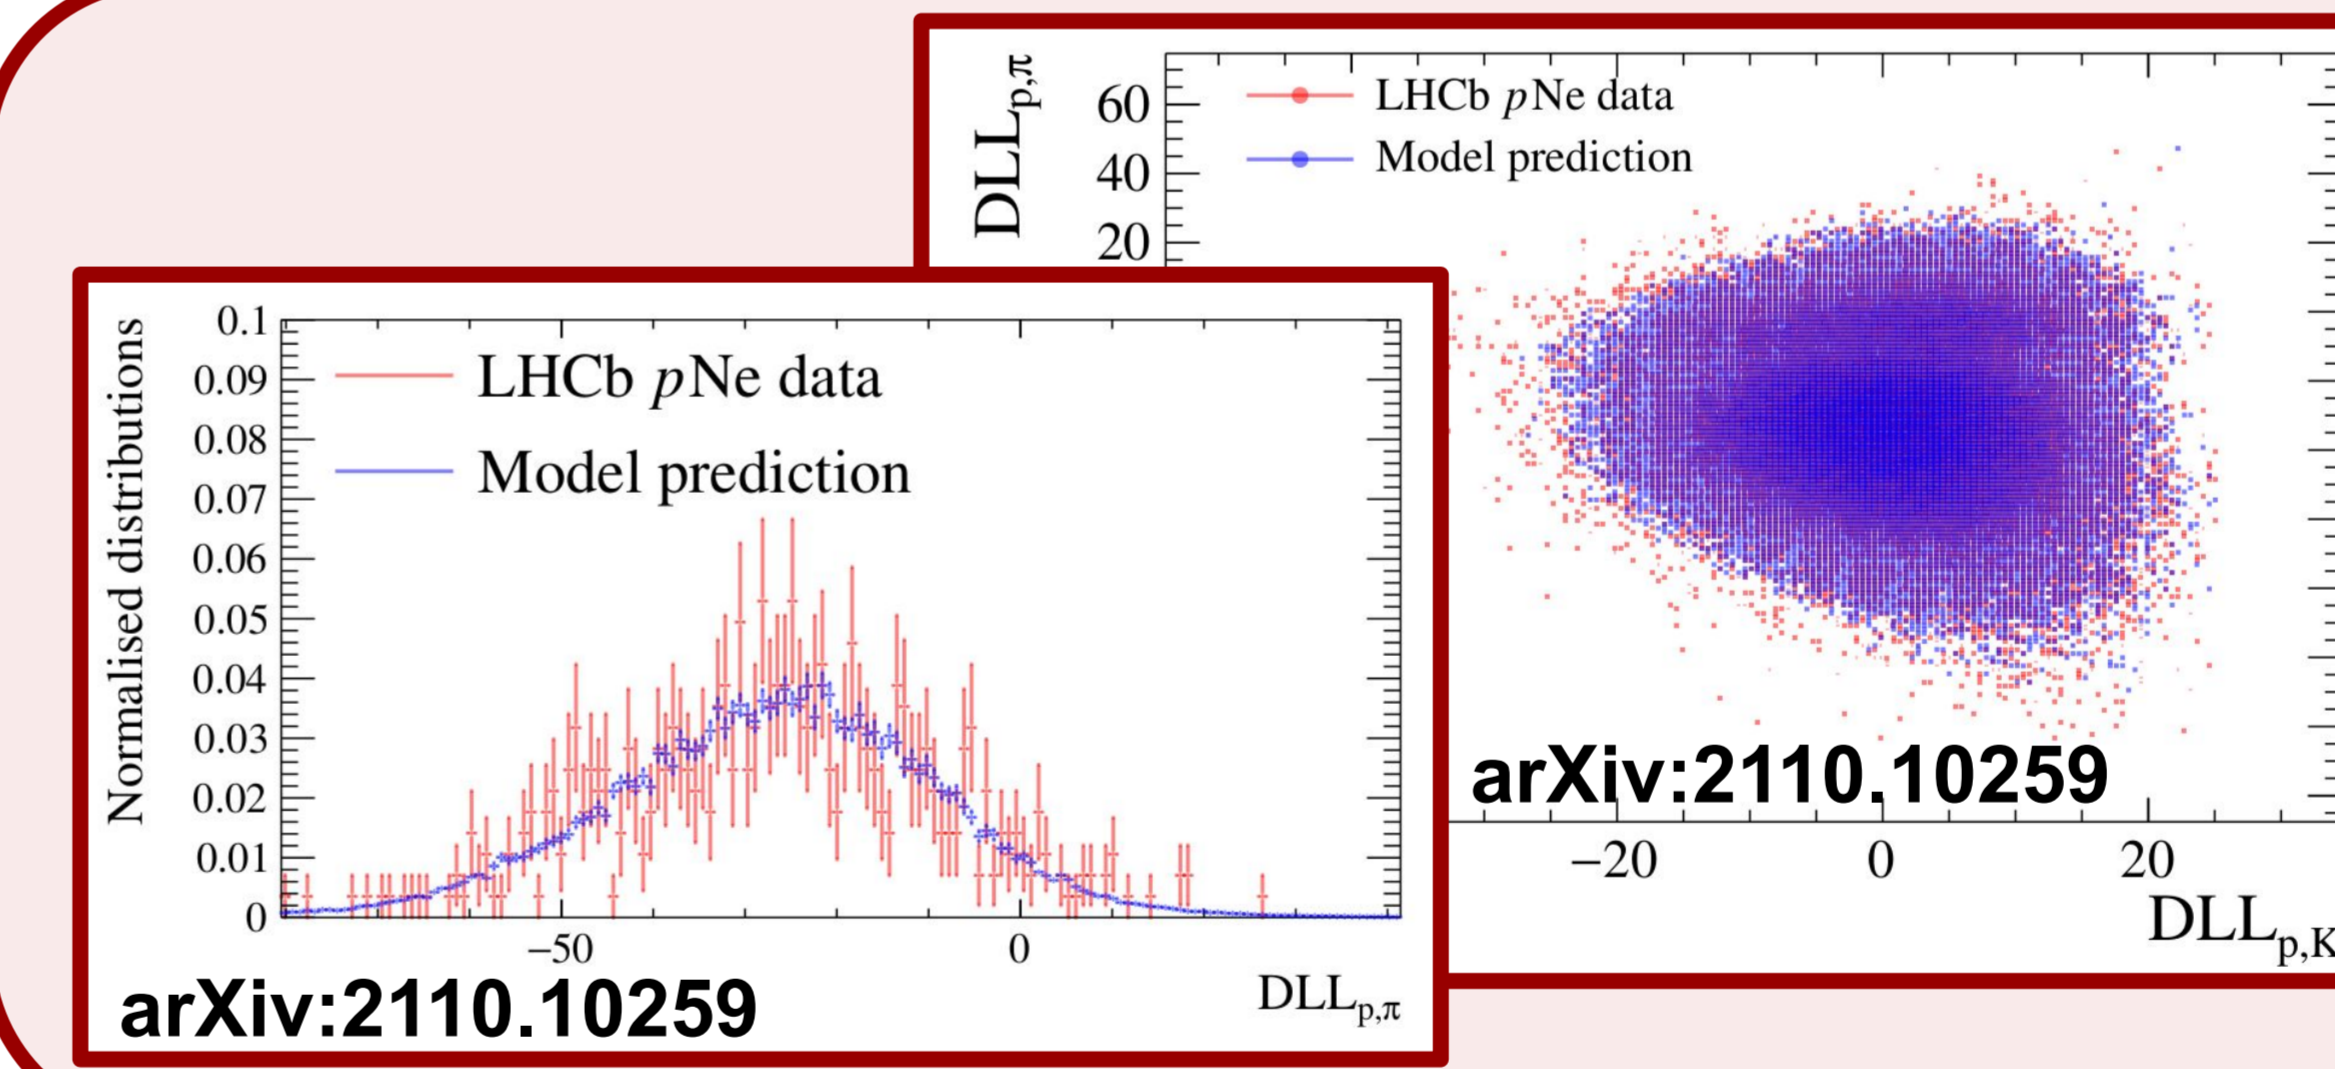 DLLp,π
60
40
20
LHCb pNe data
Model prediction
Normalised distributions
0.1
0.09
0.08
0.07
0.06
0.05
0.04
0.03
0.02
0.01
0
LHCb pNe data
Model prediction
−50
0
DLLp,π
arXiv:2110.10259
arXiv:2110.10259
−20
0
20
DLLp,K